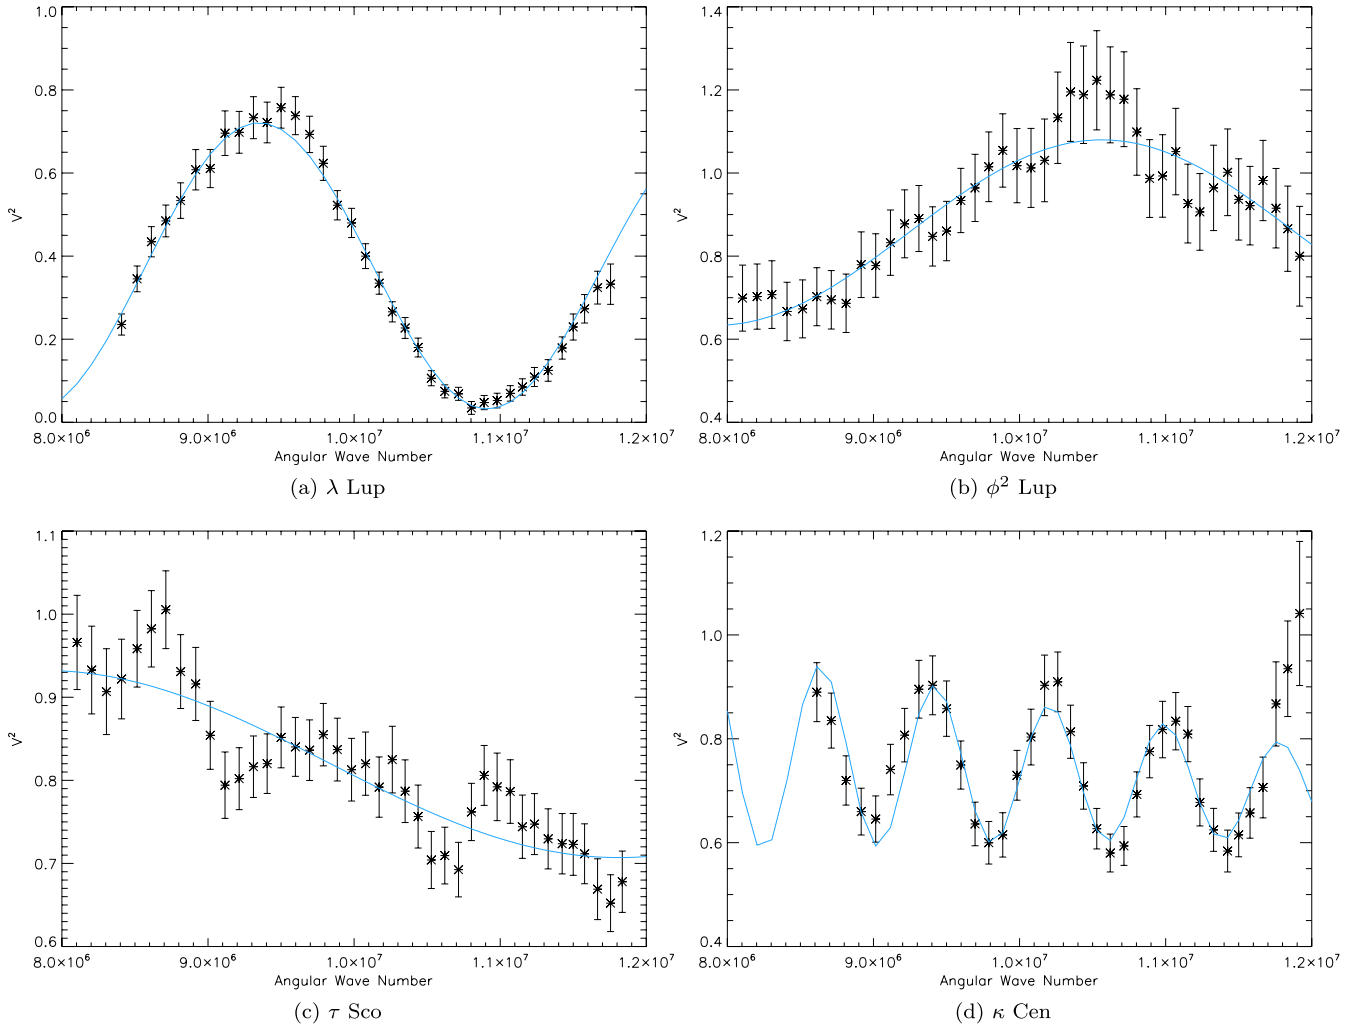 1.0
0.8
0.6
0.4
0.2
0.0
V²
8.0×10⁶ 9.0×10⁶ 1.0×10⁷ 1.1×10⁷ 1.2×10⁷
Angular Wave Number
(a) λ Lup
1.4
1.2
1.0
0.8
0.6
0.4
V²
8.0×10⁶ 9.0×10⁶ 1.0×10⁷ 1.1×10⁷ 1.2×10⁷
Angular Wave Number
(b) ϕ² Lup
1.1
1.0
0.9
0.8
0.7
0.6
V²
8.0×10⁶ 9.0×10⁶ 1.0×10⁷ 1.1×10⁷ 1.2×10⁷
Angular Wave Number
(c) τ Sco
1.2
1.0
0.8
0.6
0.4
V²
8.0×10⁶ 9.0×10⁶ 1.0×10⁷ 1.1×10⁷ 1.2×10⁷
Angular Wave Number
(d) κ Cen